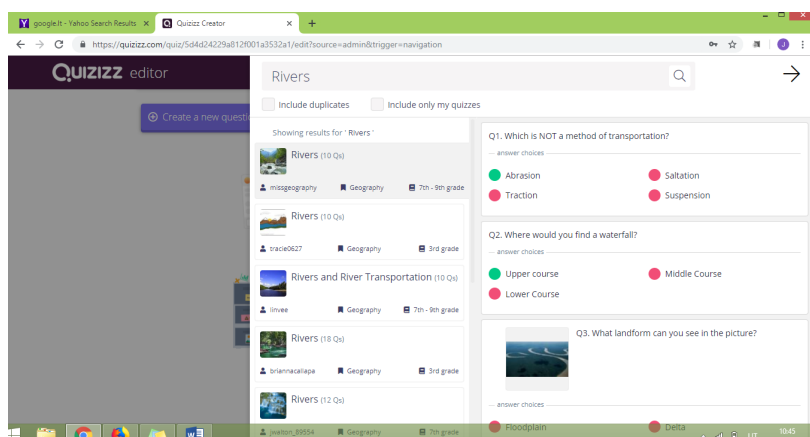 google.lt - Yahoo Search Results
Quizizz Creator
https://quizizz.com/quiz/5d4d24229a812f001a3532a1/edit?source=admin&trigger=navigation
QUIZIZZ editor
Create a new questi
Rivers
Include duplicates Include only my quizzes
Showing results for ' Rivers '
Rivers (10 Qs)
missgeography Geography 7th - 9th grade
Rivers (10 Qs)
tracie0627 Geography 3rd grade
Rivers and River Transportation (10 Qs)
linvee Geography 7th - 9th grade
Rivers (18 Qs)
briannacallapa Geography 3rd grade
Rivers (12 Qs)
jwalton_89554 Geography 7th grade
Q1. Which is NOT a method of transportation?
answer choices
Abrasion Saltation
Traction Suspension
Q2. Where would you find a waterfall?
answer choices
Upper course Middle Course
Lower Course
Q3. What landform can you see in the picture?
answer choices
Floodplain Delta
10:45